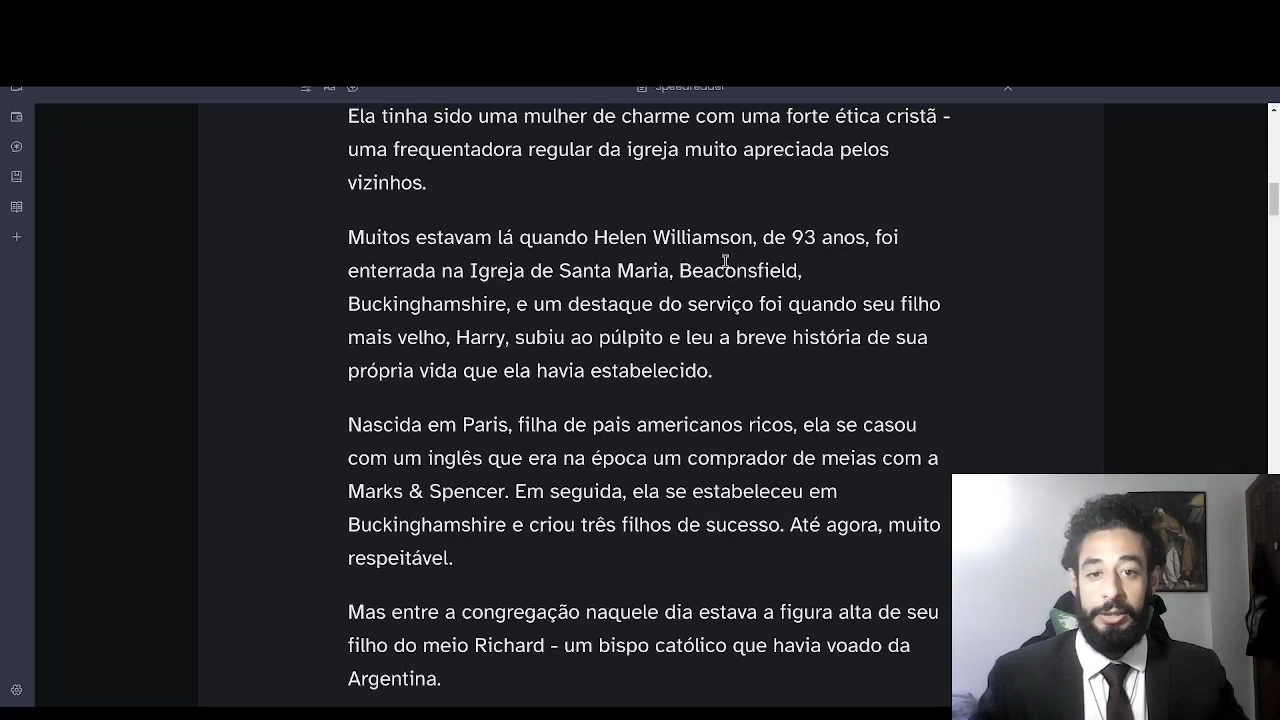 Aa
Speedreader
Ela tinha sido uma mulher de charme com uma forte ética cristã -
uma frequentadora regular da igreja muito apreciada pelos
vizinhos.
Muitos estavam lá quando Helen Williamson, de 93 anos, foi
enterrada na Igreja de Santa Maria, Beaconsfield,
Buckinghamshire, e um destaque do serviço foi quando seu filho
mais velho, Harry, subiu ao púlpito e leu a breve história de sua
própria vida que ela havia estabelecido.
Nascida em Paris, filha de pais americanos ricos, ela se casou
com um inglês que era na época um comprador de meias com a
Marks & Spencer. Em seguida, ela se estabeleceu em
Buckinghamshire e criou três filhos de sucesso. Até agora, muito
respeitável.
Mas entre a congregação naquele dia estava a figura alta de seu
filho do meio Richard - um bispo católico que havia voado da
Argentina.